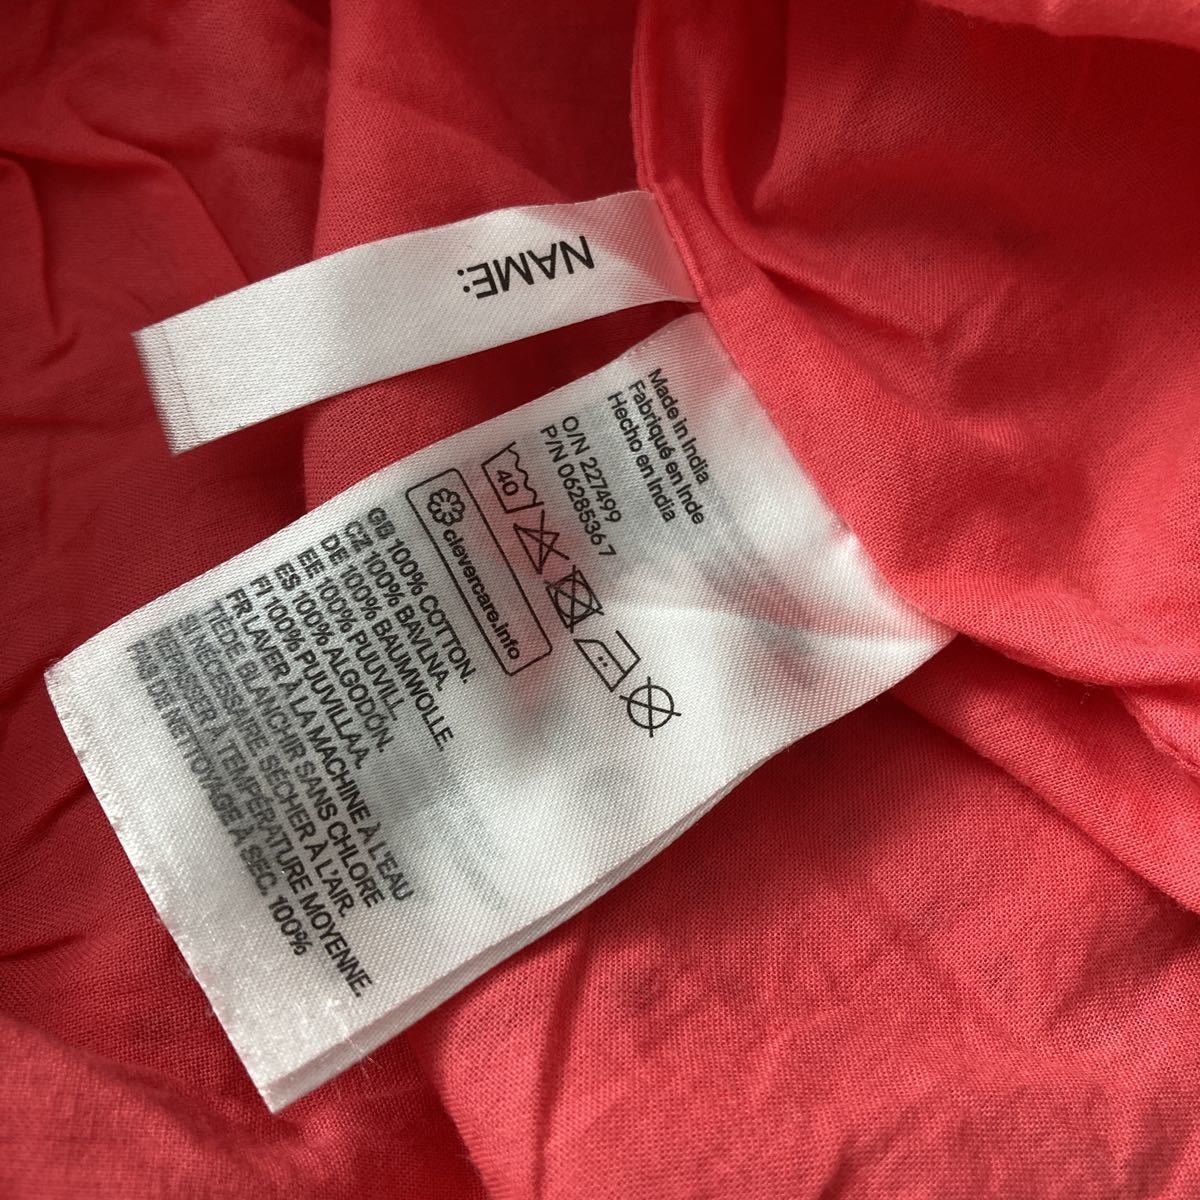 NAME:
Made in India
Fabriqué en Inde
Hecho en India
O/N 227499
P/N 06285367
40
clevercare.info
GB 100% COTTON.
CZ 100% BAVLNA.
DE 100% BAUMWOLLE.
EE 100% PUUVILL.
ES 100% ALGODÓN.
FI 100% PUUVILLAA.
FR LAVER À LA MACHINE À L'EAU
TIÈDE. BLANCHIR SANS CHLORE
SI NÉCESSAIRE. SÉCHER À L'AIR.
REPASSER À TEMPÉRATURE MOYENNE.
PAS DE NETTOYAGE À SEC. 100%